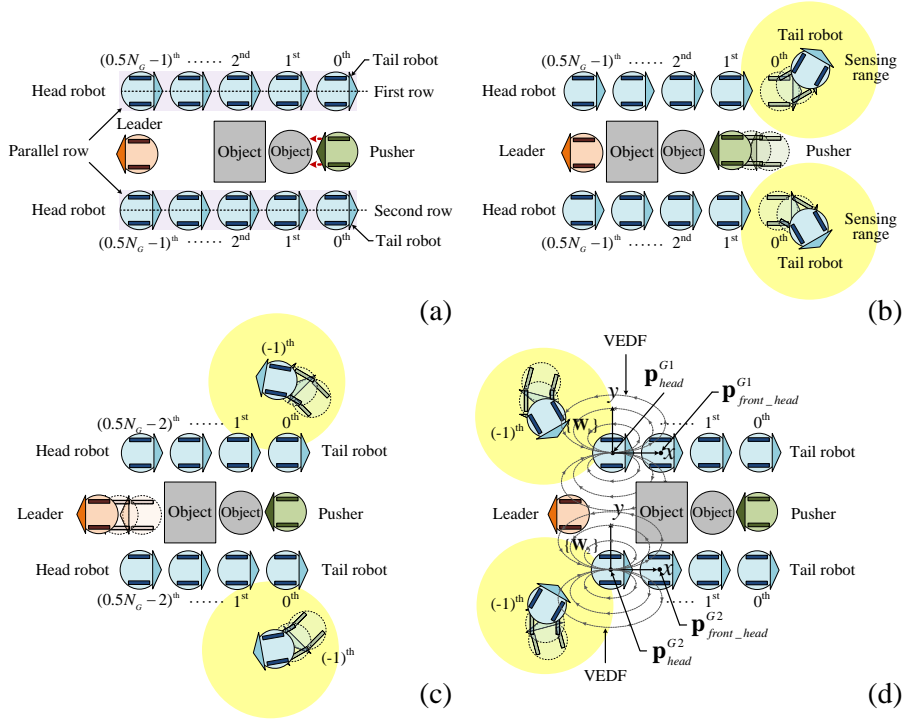 (a)
(0.5N_G −1)^th ······ 2^nd 1^st 0^th
Tail robot
Head robot
First row
Leader
Parallel row
Object
Object
Pusher
Head robot
Second row
(0.5N_G −1)^th ······ 2^nd 1^st 0^th
Tail robot
(b)
Tail robot
(0.5N_G −1)^th ······ 2^nd 1^st 0^th
Sensing
range
Head robot
Leader
Object
Object
Pusher
Head robot
(0.5N_G −1)^th ······ 2^nd 1^st 0^th
Sensing
range
Tail robot
(c)
(-1)^th
(0.5N_G −2)^th ······ 1^st 0^th
Head robot
Tail robot
Leader
Object
Object
Pusher
Head robot
Tail robot
(0.5N_G −2)^th ······ 1^st 0^th
(-1)^th
(d)
VEDF
p^G1_head
p^G1_front_head
y
(-1)^th
{W_1}
······ 1^st 0^th
x
Tail robot
Leader
Object
Object
Pusher
y
{W_2}
x
Tail robot
(-1)^th
······ 1^st 0^th
p^G2_front_head
p^G2_head
VEDF